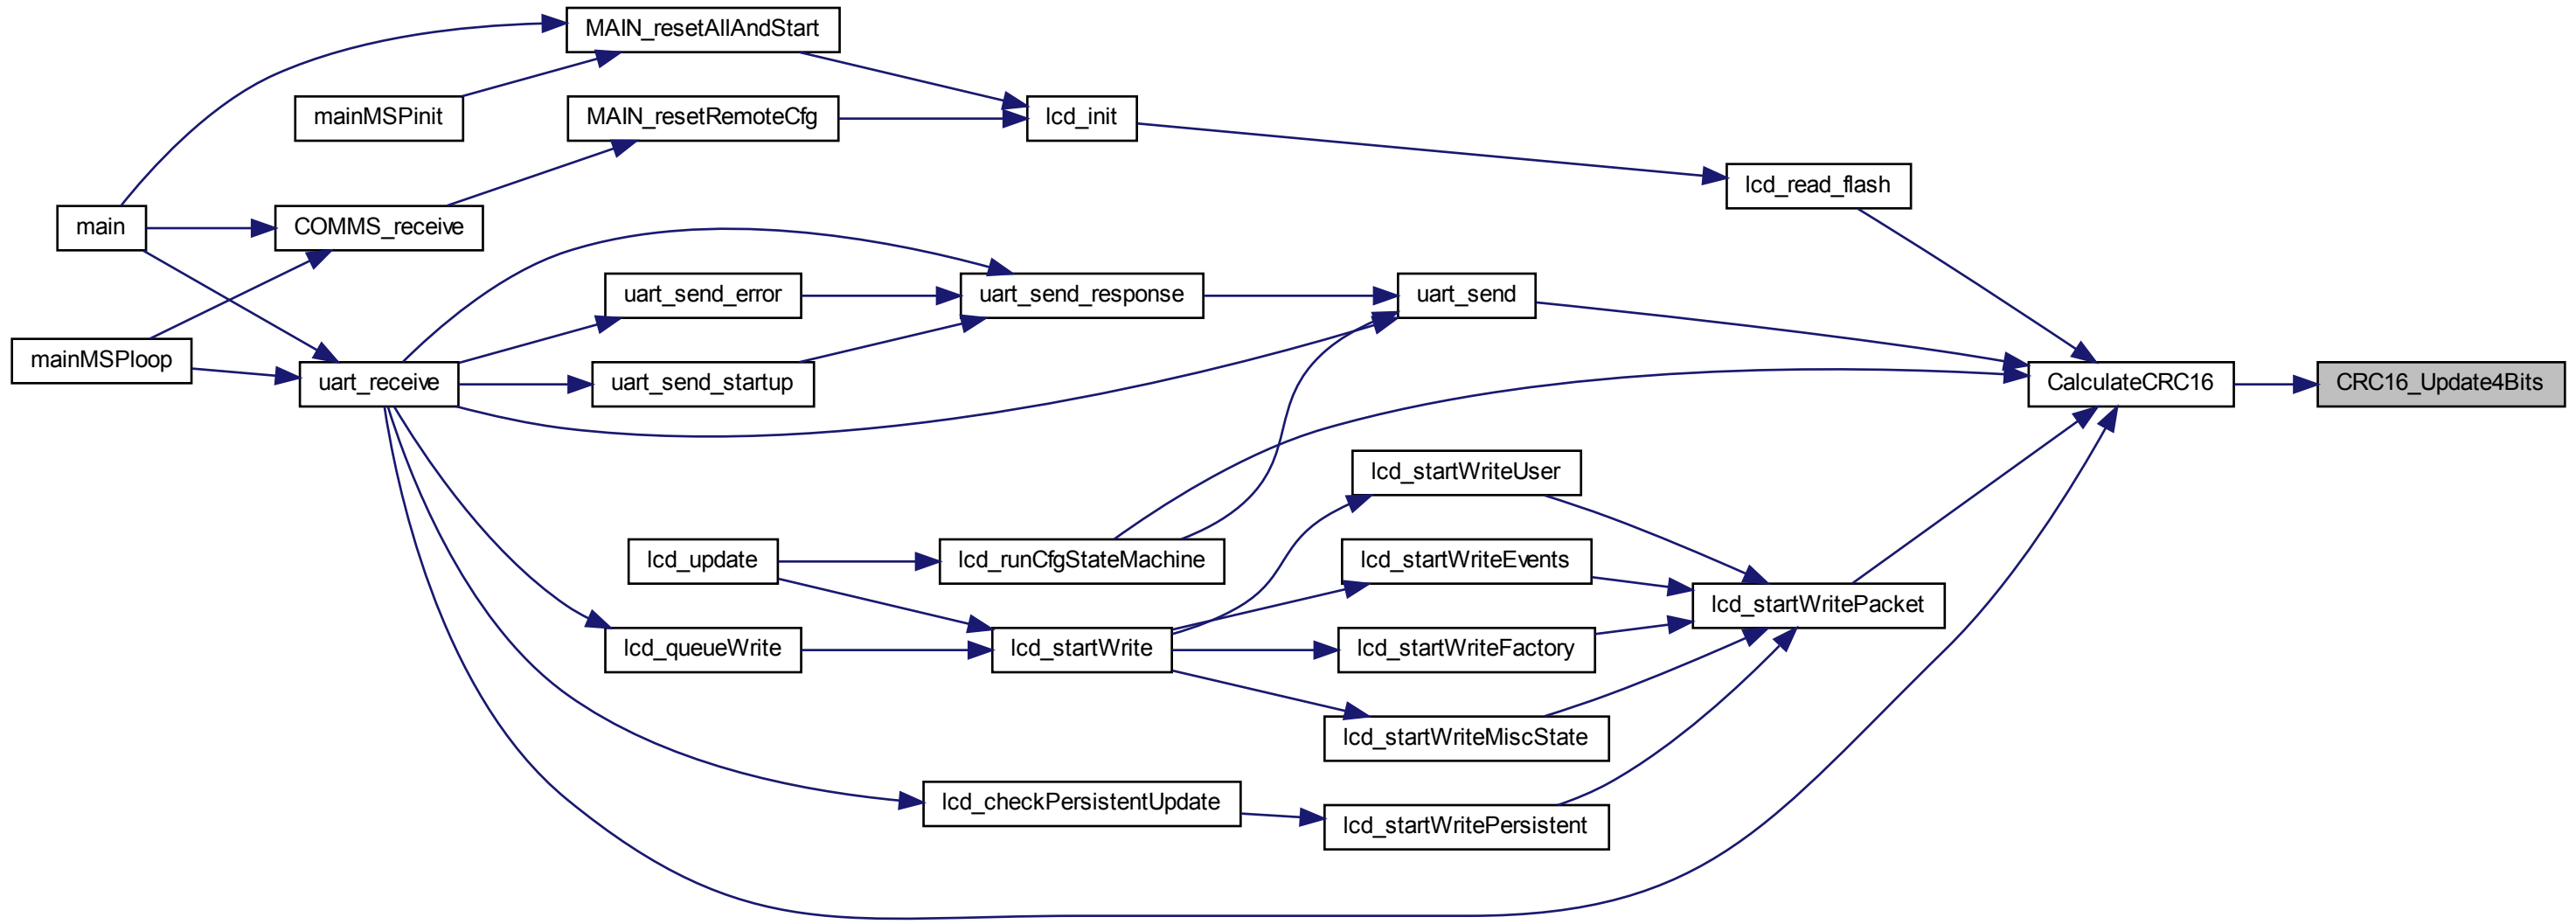 MAIN_resetAllAndStart
mainMSPinit
MAIN_resetRemoteCfg
lcd_init
lcd_read_flash
main
COMMS_receive
uart_send_error
uart_send_response
uart_send
mainMSPloop
uart_receive
uart_send_startup
CalculateCRC16
CRC16_Update4Bits
lcd_startWriteUser
lcd_update
lcd_runCfgStateMachine
lcd_startWriteEvents
lcd_startWritePacket
lcd_queueWrite
lcd_startWrite
lcd_startWriteFactory
lcd_startWriteMiscState
lcd_checkPersistentUpdate
lcd_startWritePersistent